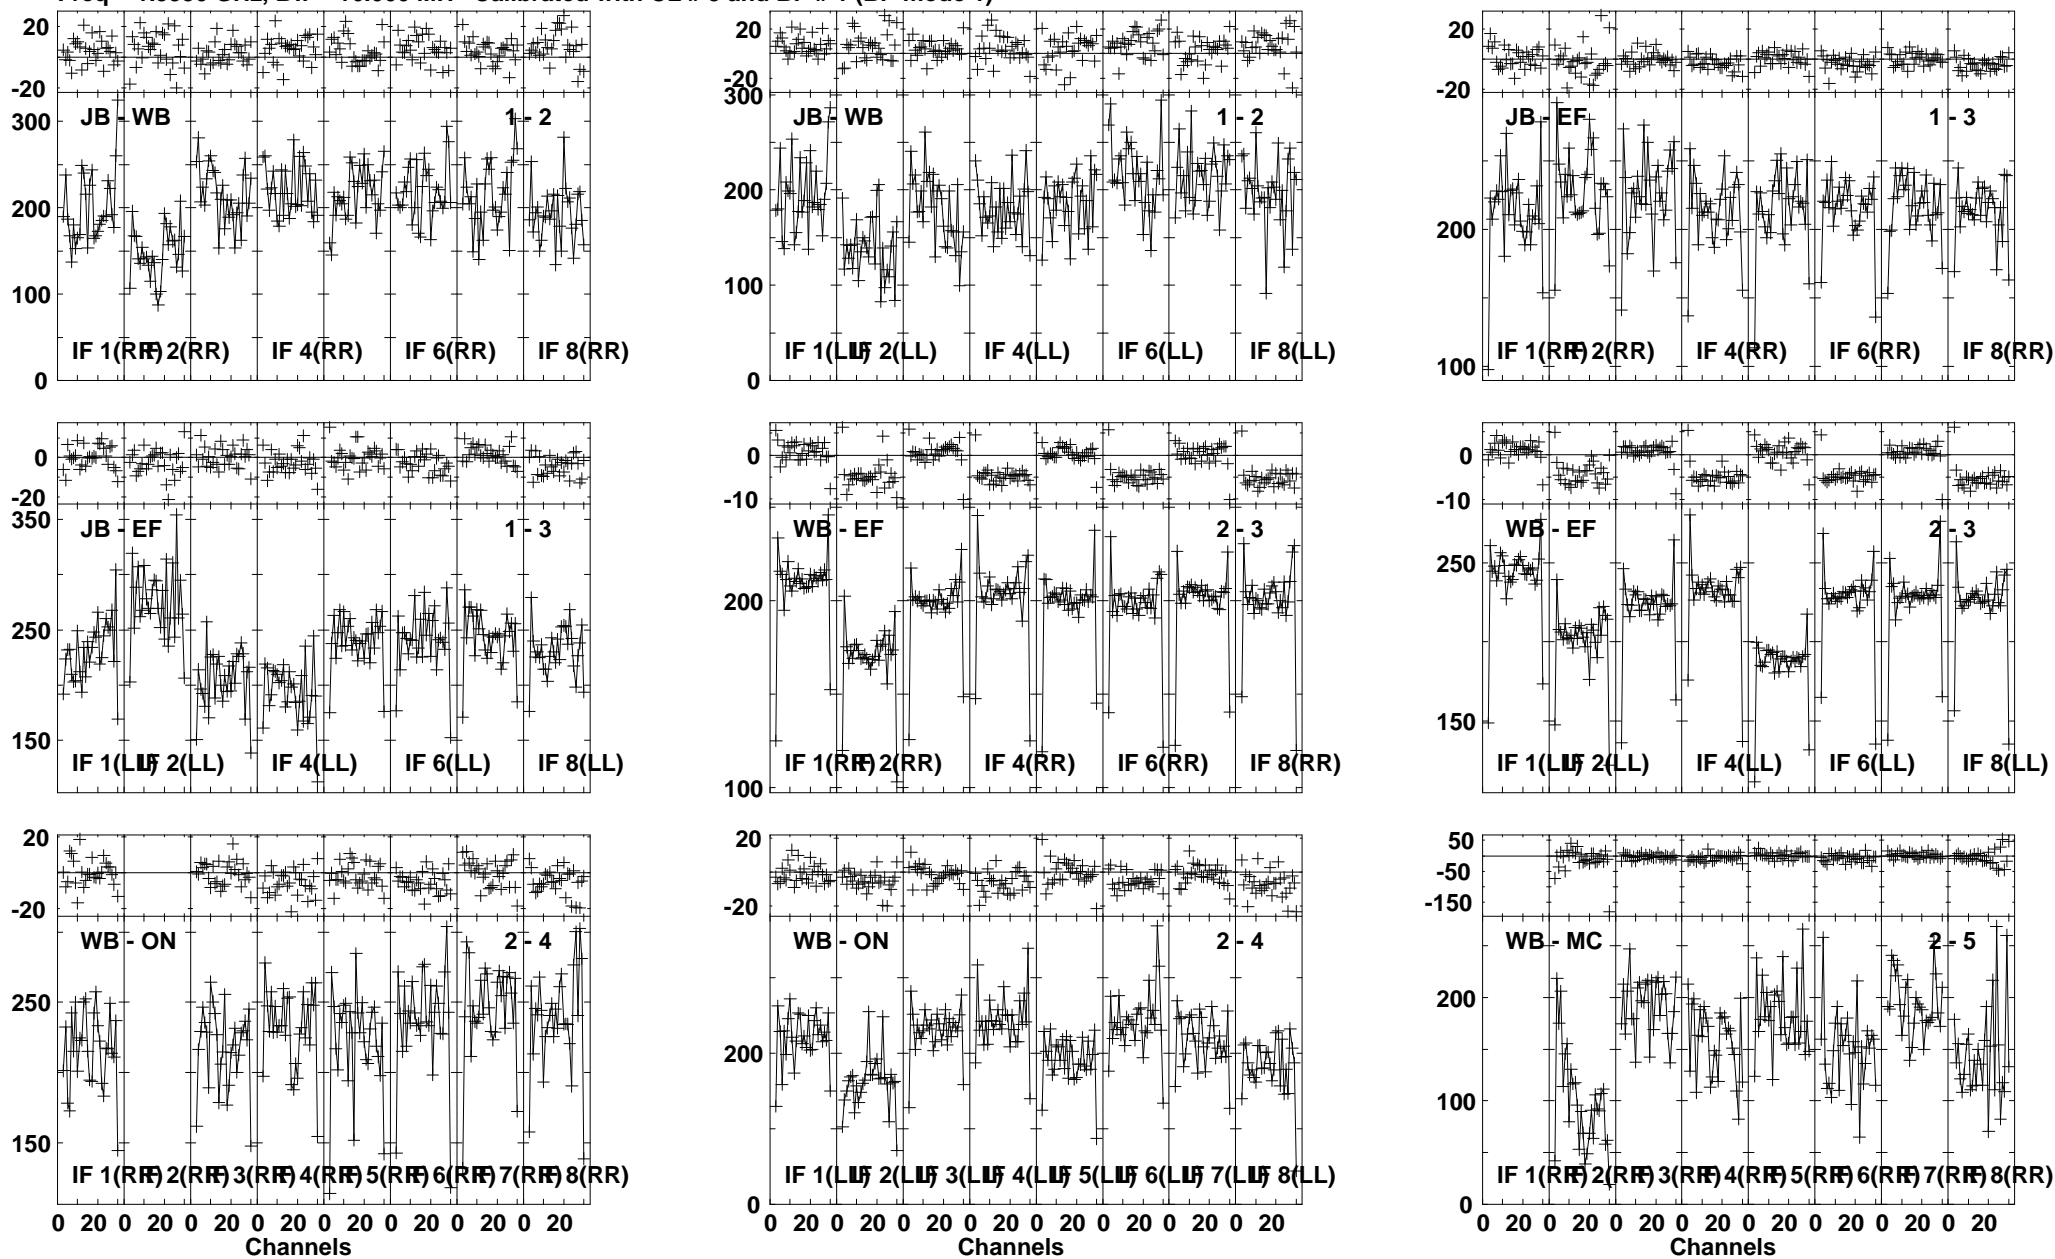 20
-20
300
200
100
0
JB - WB
1 - 2
IF 1(RR) IF 2(RR) IF 4(RR) IF 6(RR) IF 8(RR)
20
-20
300
200
100
0
JB - WB
1 - 2
IF 1(LL) IF 2(LL) IF 4(LL) IF 6(LL) IF 8(LL)
20
-20
200
100
JB - EF
1 - 3
IF 1(RR) IF 2(RR) IF 4(RR) IF 6(RR) IF 8(RR)
0
-20
350
250
150
JB - EF
1 - 3
IF 1(LL) IF 2(LL) IF 4(LL) IF 6(LL) IF 8(LL)
0
-10
200
100
WB - EF
2 - 3
IF 1(RR) IF 2(RR) IF 4(RR) IF 6(RR) IF 8(RR)
0
-10
250
150
WB - EF
2 - 3
IF 1(LL) IF 2(LL) IF 4(LL) IF 6(LL) IF 8(LL)
20
-20
250
150
WB - ON
2 - 4
IF 1(RR) IF 2(RR) IF 3(RR) IF 4(RR) IF 5(RR) IF 6(RR) IF 7(RR) IF 8(RR)
0 20 0 20 0 20 0 20 0 20 0 20 0 20 0 20
Channels
20
-20
200
0
WB - ON
2 - 4
IF 1(LL) IF 2(LL) IF 3(LL) IF 4(LL) IF 5(LL) IF 6(LL) IF 7(LL) IF 8(LL)
0 20 0 20 0 20 0 20 0 20 0 20 0 20 0 20
Channels
50
-50
-150
200
100
0
WB - MC
2 - 5
IF 1(RR) IF 2(RR) IF 3(RR) IF 4(RR) IF 5(RR) IF 6(RR) IF 7(RR) IF 8(RR)
0 20 0 20 0 20 0 20 0 20 0 20 0 20 0 20
Channels